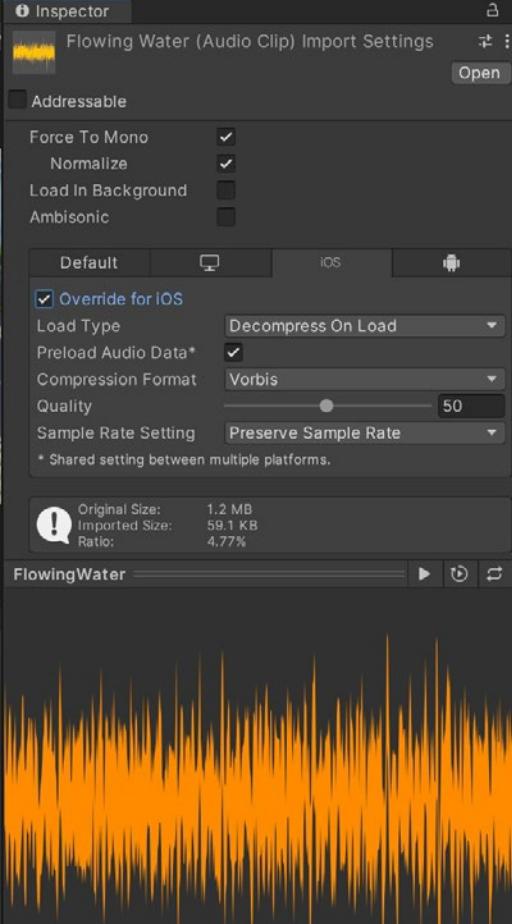 Inspector
Flowing Water (Audio Clip) Import Settings
Open
Addressable
Force To Mono
Normalize
Load In Background
Ambisonic
Default iOS
Override for iOS
Load Type Decompress On Load
Preload Audio Data*
Compression Format Vorbis
Quality 50
Sample Rate Setting Preserve Sample Rate
* Shared setting between multiple platforms.
Original Size: 1.2 MB
Imported Size: 59.1 KB
Ratio: 4.77%
FlowingWater